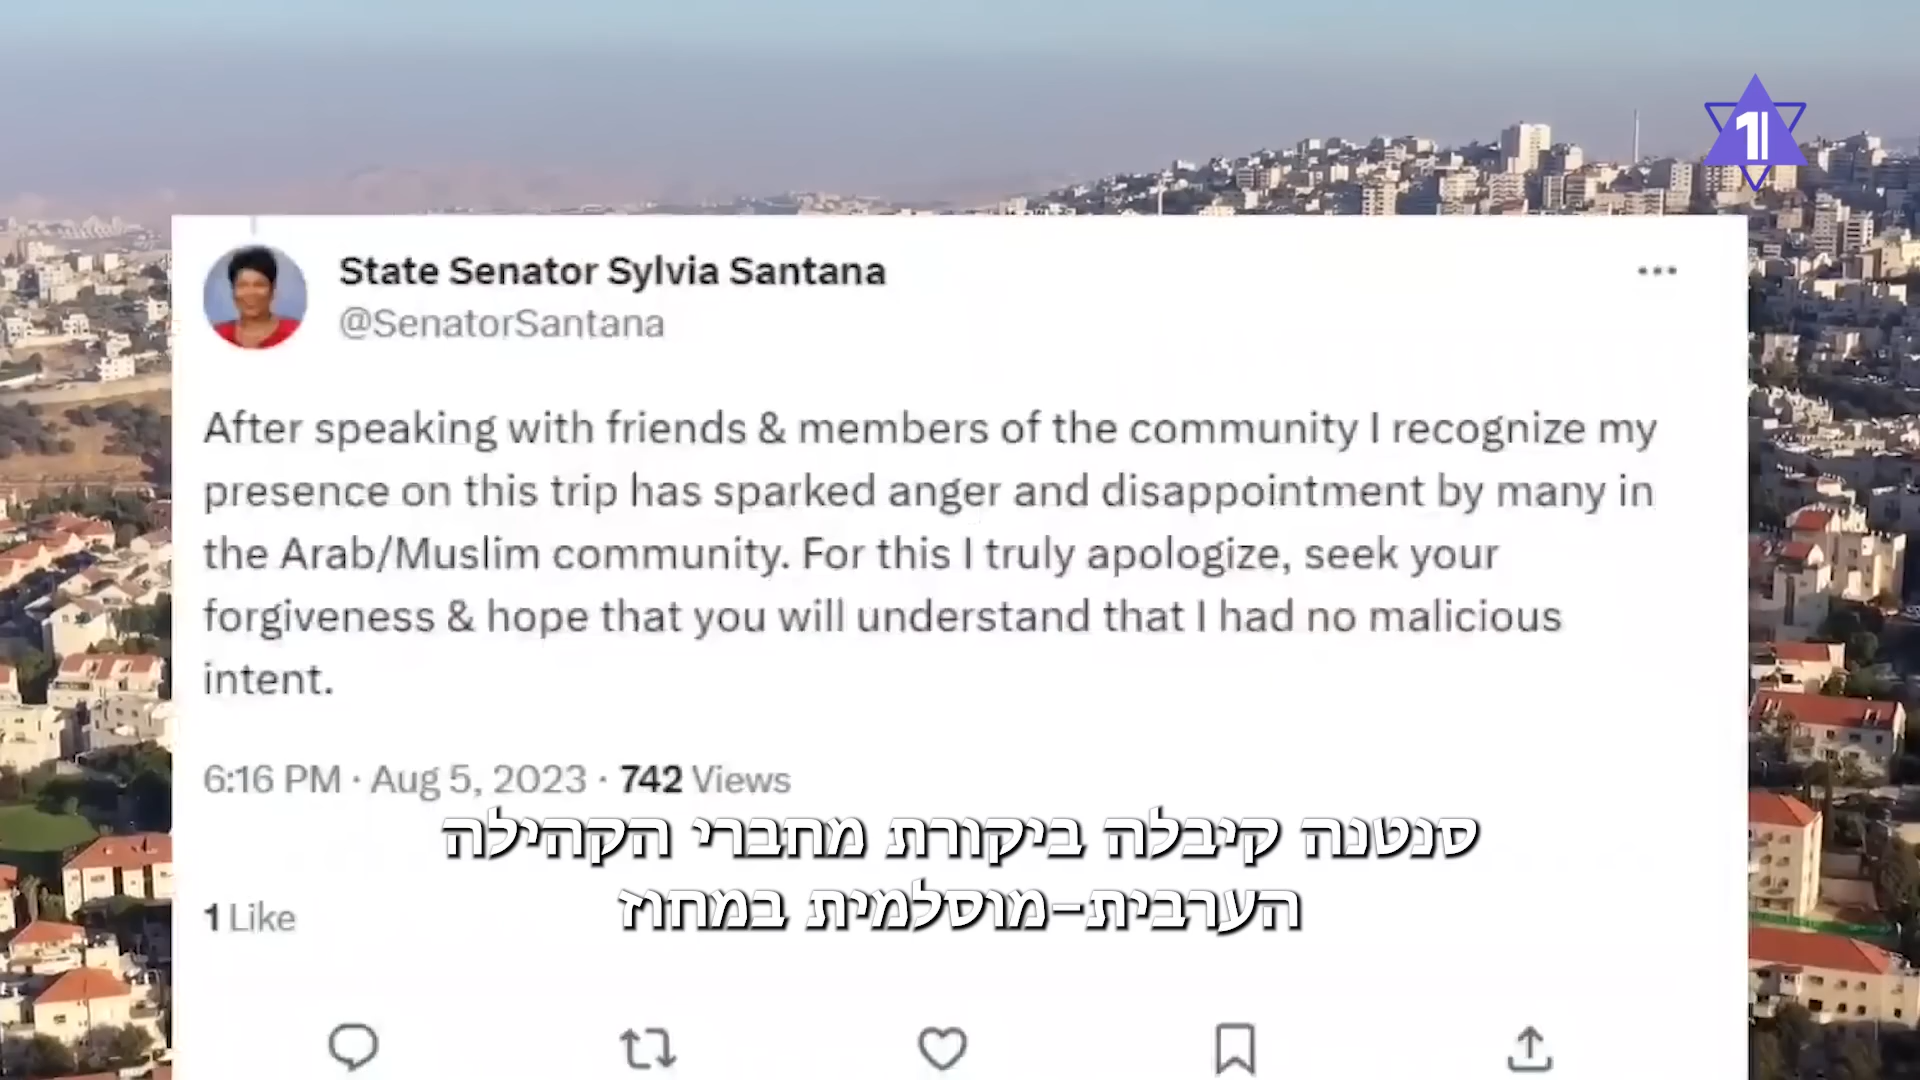 1
State Senator Sylvia Santana
@SenatorSantana
After speaking with friends & members of the community I recognize my
presence on this trip has sparked anger and disappointment by many in
the Arab/Muslim community. For this I truly apologize, seek your
forgiveness & hope that you will understand that I had no malicious
intent.
6:16 PM · Aug 5, 2023 · 742 Views
סנטנה קיבלה ביקורת מחברי הקהילה
הערבית-מוסלמית במחוז
1 Like